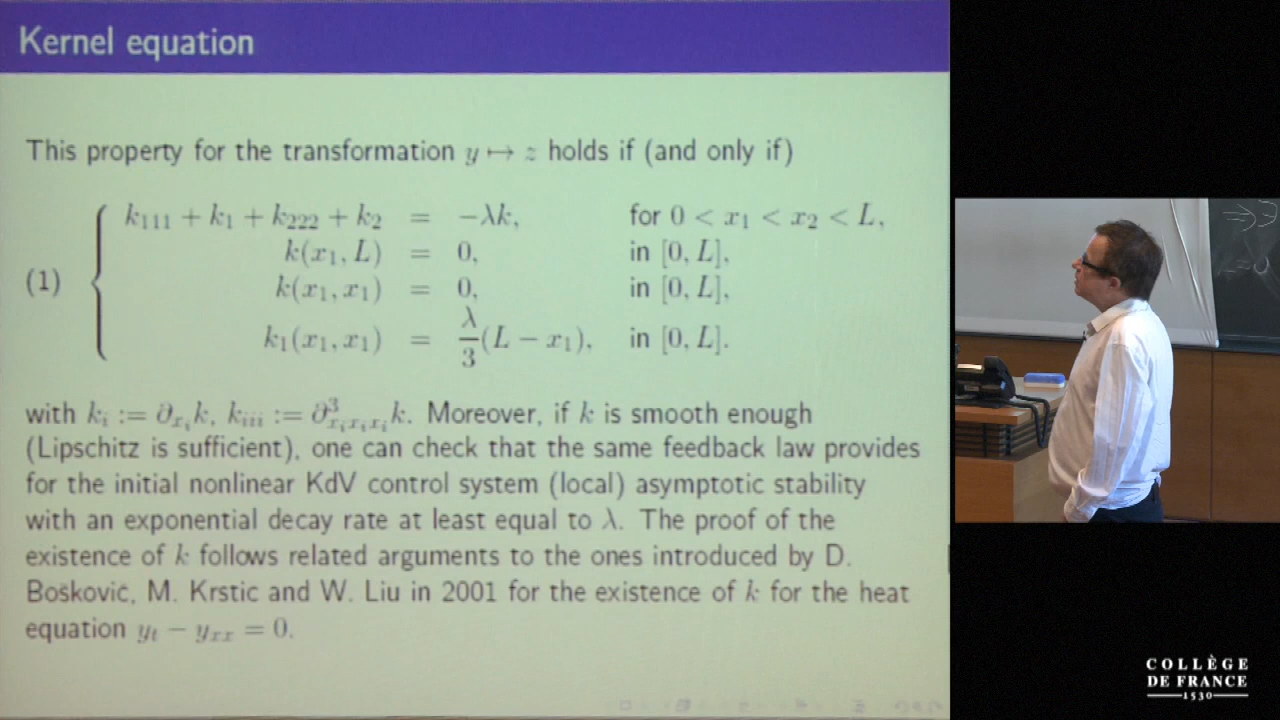 Kernel equation
This property for the transformation y ↦ z holds if (and only if)
(1) { k₁₁₁ + k₁ + k₂₂₂ + k₂ = −λk, for 0 < x₁ < x₂ < L,
k(x₁, L) = 0, in [0, L],
k(x₁, x₁) = 0, in [0, L],
k₁(x₁, x₁) = λ/3 (L − x₁), in [0, L].
with kᵢ := ∂ₓᵢk, kᵢᵢᵢ := ∂³ₓᵢₓᵢₓᵢk. Moreover, if k is smooth enough
(Lipschitz is sufficient), one can check that the same feedback law provides
for the initial nonlinear KdV control system (local) asymptotic stability
with an exponential decay rate at least equal to λ. The proof of the
existence of k follows related arguments to the ones introduced by D.
Bošković, M. Krstic and W. Liu in 2001 for the existence of k for the heat
equation yₜ − yₓₓ = 0.
COLLÈGE
DE FRANCE
1530